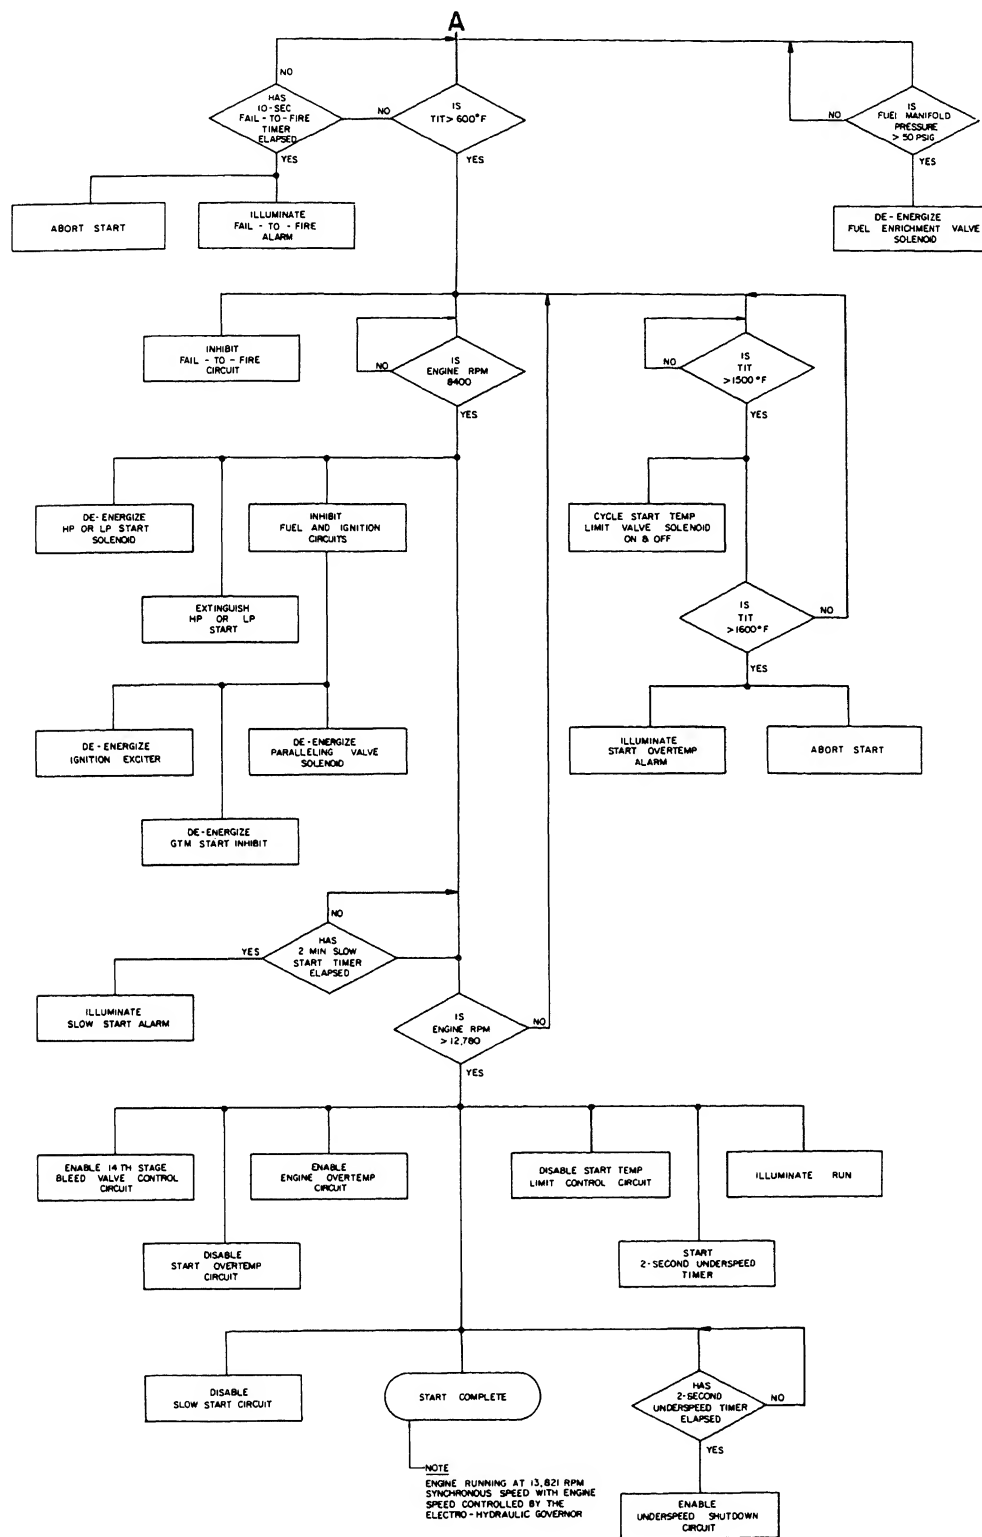 A
NO
HAS
10-SEC
FAIL-TO-FIRE
TIMER
ELAPSED
NO
IS
TIT> 600°F
NO
IS
FUEL MANIFOLD
PRESSURE
> 50 PSIG
YES
YES
YES
ABORT START
ILLUMINATE
FAIL - TO - FIRE
ALARM
DE-ENERGIZE
FUEL ENRICHMENT VALVE
SOLENOID
INHIBIT
FAIL - TO - FIRE
CIRCUIT
NO
IS
ENGINE RPM
8400
NO
IS
TIT
>1500°F
YES
YES
DE-ENERGIZE
HP OR LP START
SOLENOID
INHIBIT
FUEL AND IGNITION
CIRCUITS
CYCLE START TEMP
LIMIT VALVE SOLENOID
ON & OFF
EXTINGUISH
HP OR LP
START
IS
TIT
>1600°F
NO
YES
DE-ENERGIZE
IGNITION EXCITER
DE-ENERGIZE
PARALLELING VALVE
SOLENOID
ILLUMINATE
START OVERTEMP
ALARM
ABORT START
DE-ENERGIZE
GTM START INHIBIT
NO
YES
HAS
2 MIN SLOW
START TIMER
ELAPSED
ILLUMINATE
SLOW START ALARM
IS
ENGINE RPM
>12,780
NO
YES
ENABLE 14TH STAGE
BLEED VALVE CONTROL
CIRCUIT
ENABLE
ENGINE OVERTEMP
CIRCUIT
DISABLE START TEMP
LIMIT CONTROL CIRCUIT
ILLUMINATE RUN
DISABLE
START OVERTEMP
CIRCUIT
START
2-SECOND UNDERSPEED
TIMER
DISABLE
SLOW START CIRCUIT
START COMPLETE
HAS
2-SECOND
UNDERSPEED TIMER
ELAPSED
NO
YES
NOTE
ENGINE RUNNING AT 13,821 RPM
SYNCHRONOUS SPEED WITH ENGINE
SPEED CONTROLLED BY THE
ELECTRO-HYDRAULIC GOVERNOR
ENABLE
UNDERSPEED SHUTDOWN
CIRCUIT